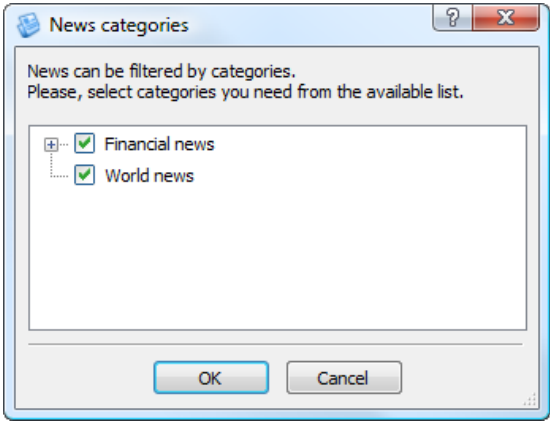 News categories
News can be filtered by categories.
Please, select categories you need from the available list.
Financial news
World news
OK
Cancel